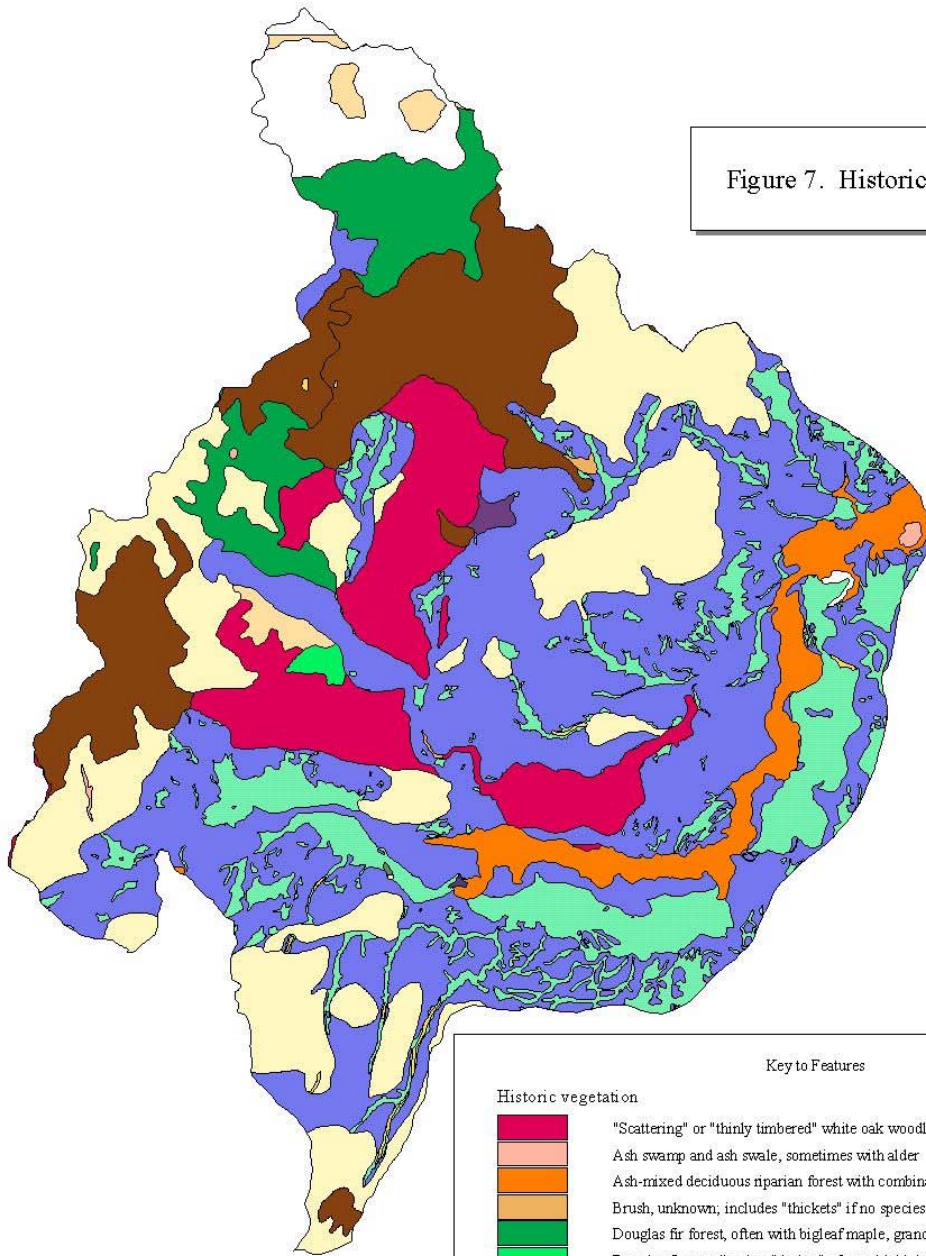 Figure 7. Historic
Key to Features
Historic vegetation
"Scattering" or "thinly timbered" white oak woodl
Ash swamp and ash swale, sometimes with alder
Ash-mixed deciduous riparian forest with combina
Brush, unknown; includes "thickets" if no species
Douglas fir forest, often with bigleaf maple, grand